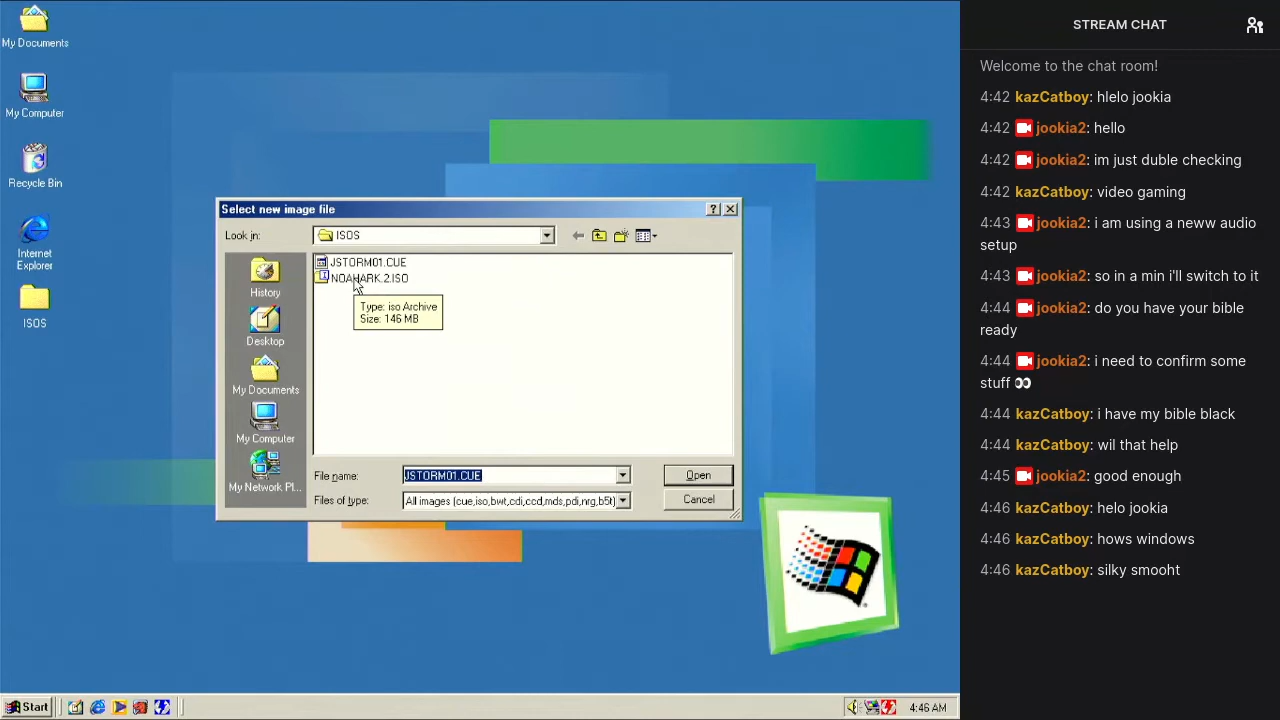 My Documents
My Computer
Recycle Bin
Internet
Explorer
ISOS
Select new image file
Look in:
ISOS
History
Desktop
My Documents
My Computer
My Network Pl...
JSTORM01.CUE
NOAHARK.2.ISO
Type: iso Archive
Size: 146 MB
File name:
JSTORM01.CUE
Open
Files of type:
All images (cue,iso,bwt,cdi,ccd,mds,pdi,nrg,b5t)
Cancel
Start
4:46 AM
STREAM CHAT
Welcome to the chat room!
4:42 kazCatboy: hlelo jookia
4:42 jookia2: hello
4:42 jookia2: im just duble checking
4:42 kazCatboy: video gaming
4:43 jookia2: i am using a neww audio
setup
4:43 jookia2: so in a min i'll switch to it
4:44 jookia2: do you have your bible
ready
4:44 jookia2: i need to confirm some
stuff 👀
4:44 kazCatboy: i have my bible black
4:44 kazCatboy: wil that help
4:45 jookia2: good enough
4:46 kazCatboy: helo jookia
4:46 kazCatboy: hows windows
4:46 kazCatboy: silky smooht